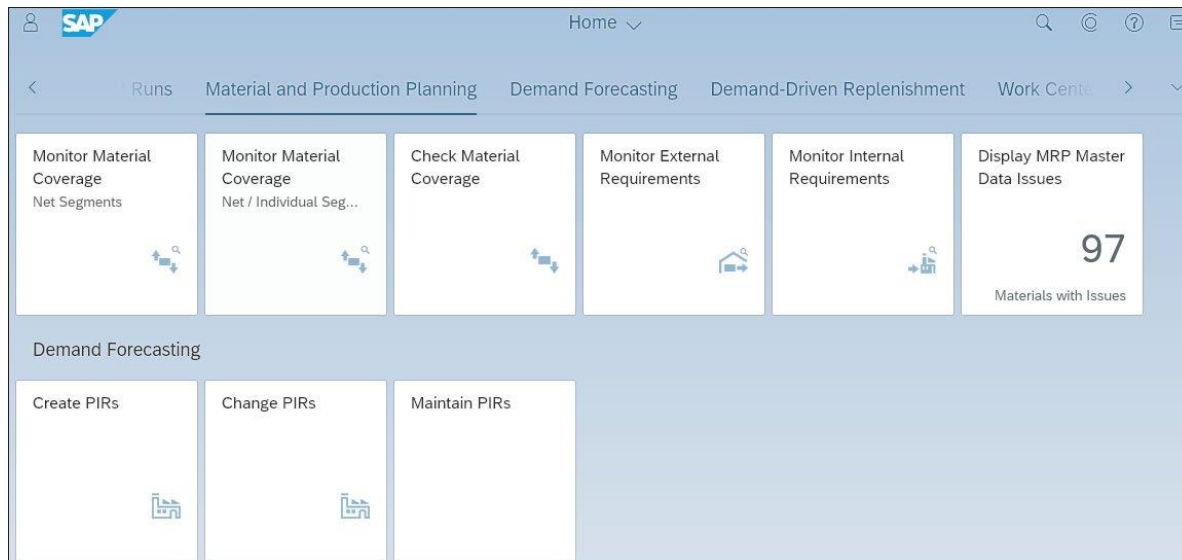 SAP
Home
Runs Material and Production Planning Demand Forecasting Demand-Driven Replenishment Work Cente
Monitor Material
Coverage
Net Segments
Monitor Material
Coverage
Net / Individual Seg...
Check Material
Coverage
Monitor External
Requirements
Monitor Internal
Requirements
Display MRP Master
Data Issues
97
Materials with Issues
Demand Forecasting
Create PIRs
Change PIRs
Maintain PIRs